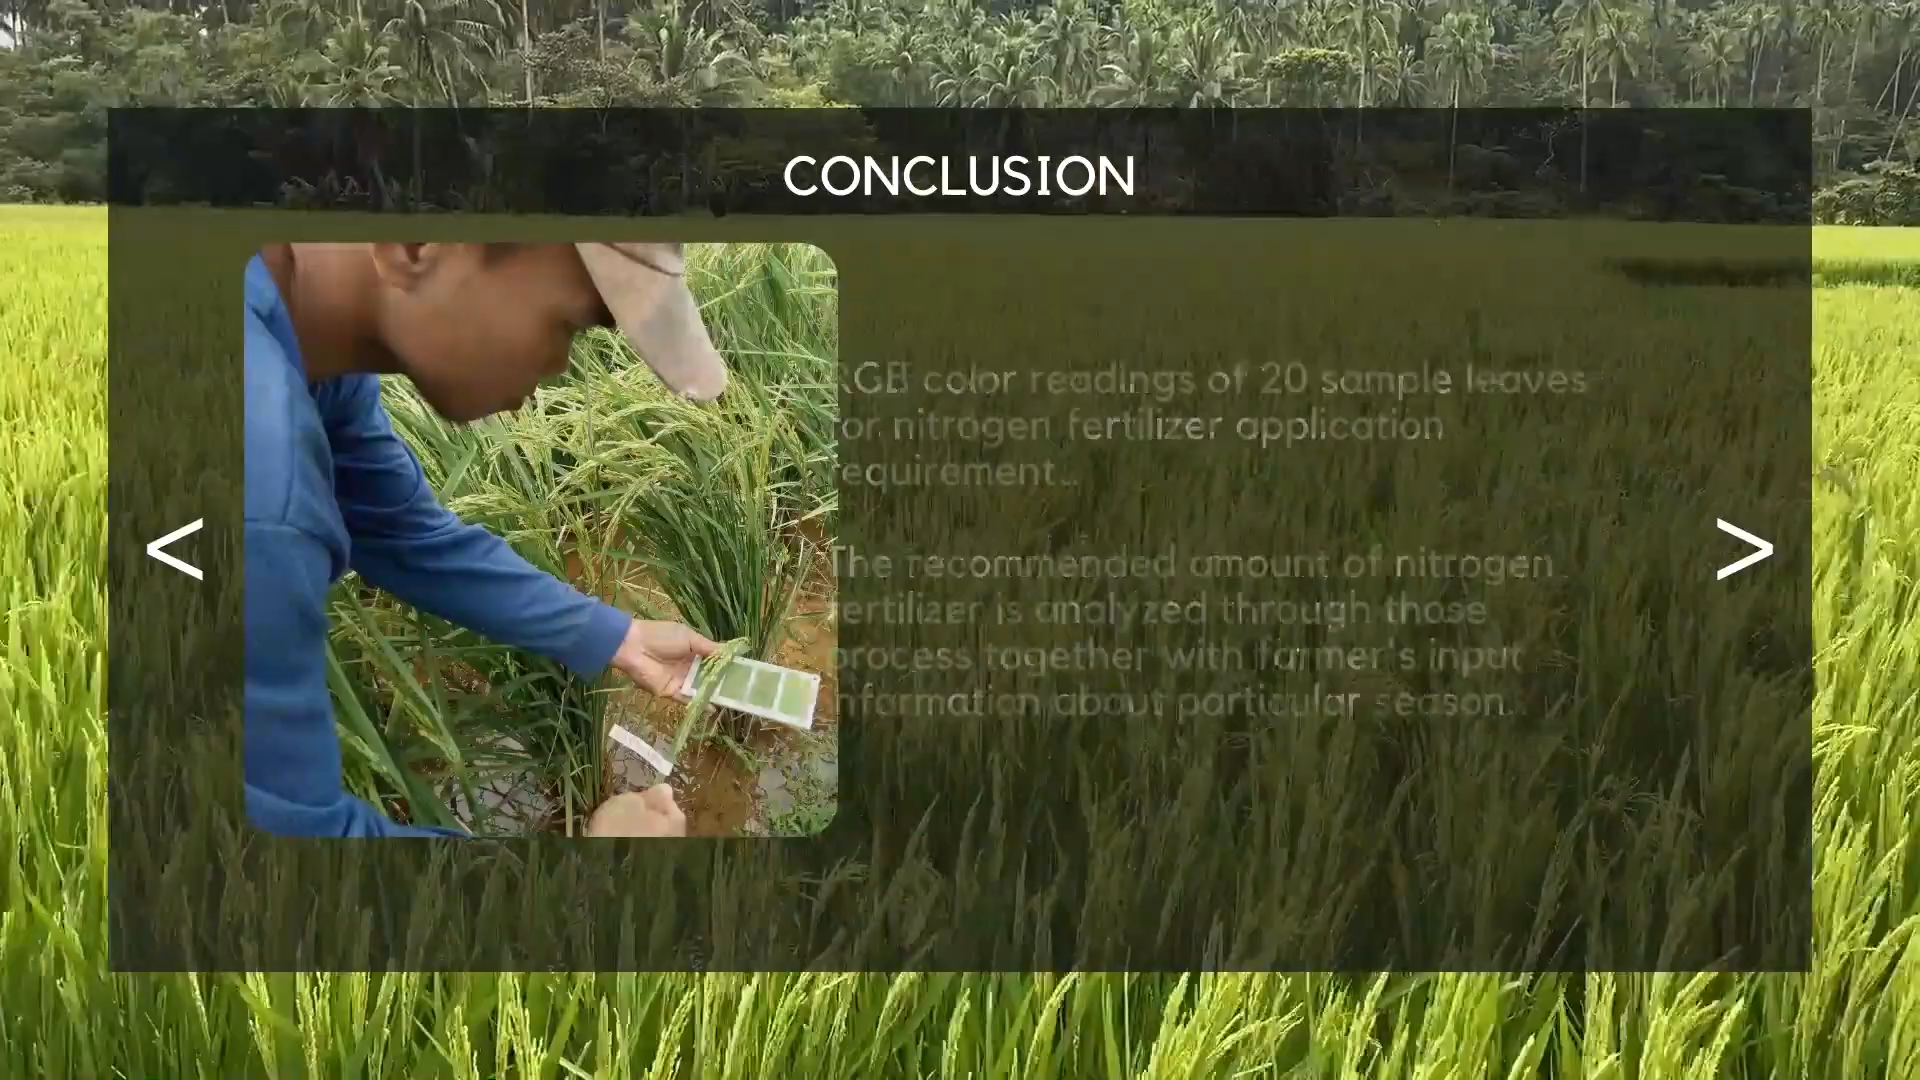 CONCLUSION
RGB color readings of 20 sample leaves
for nitrogen fertilizer application
requirement..
<
>
The recommended amount of nitrogen
fertilizer is analyzed through those
process together with farmer's input
information about particular season.